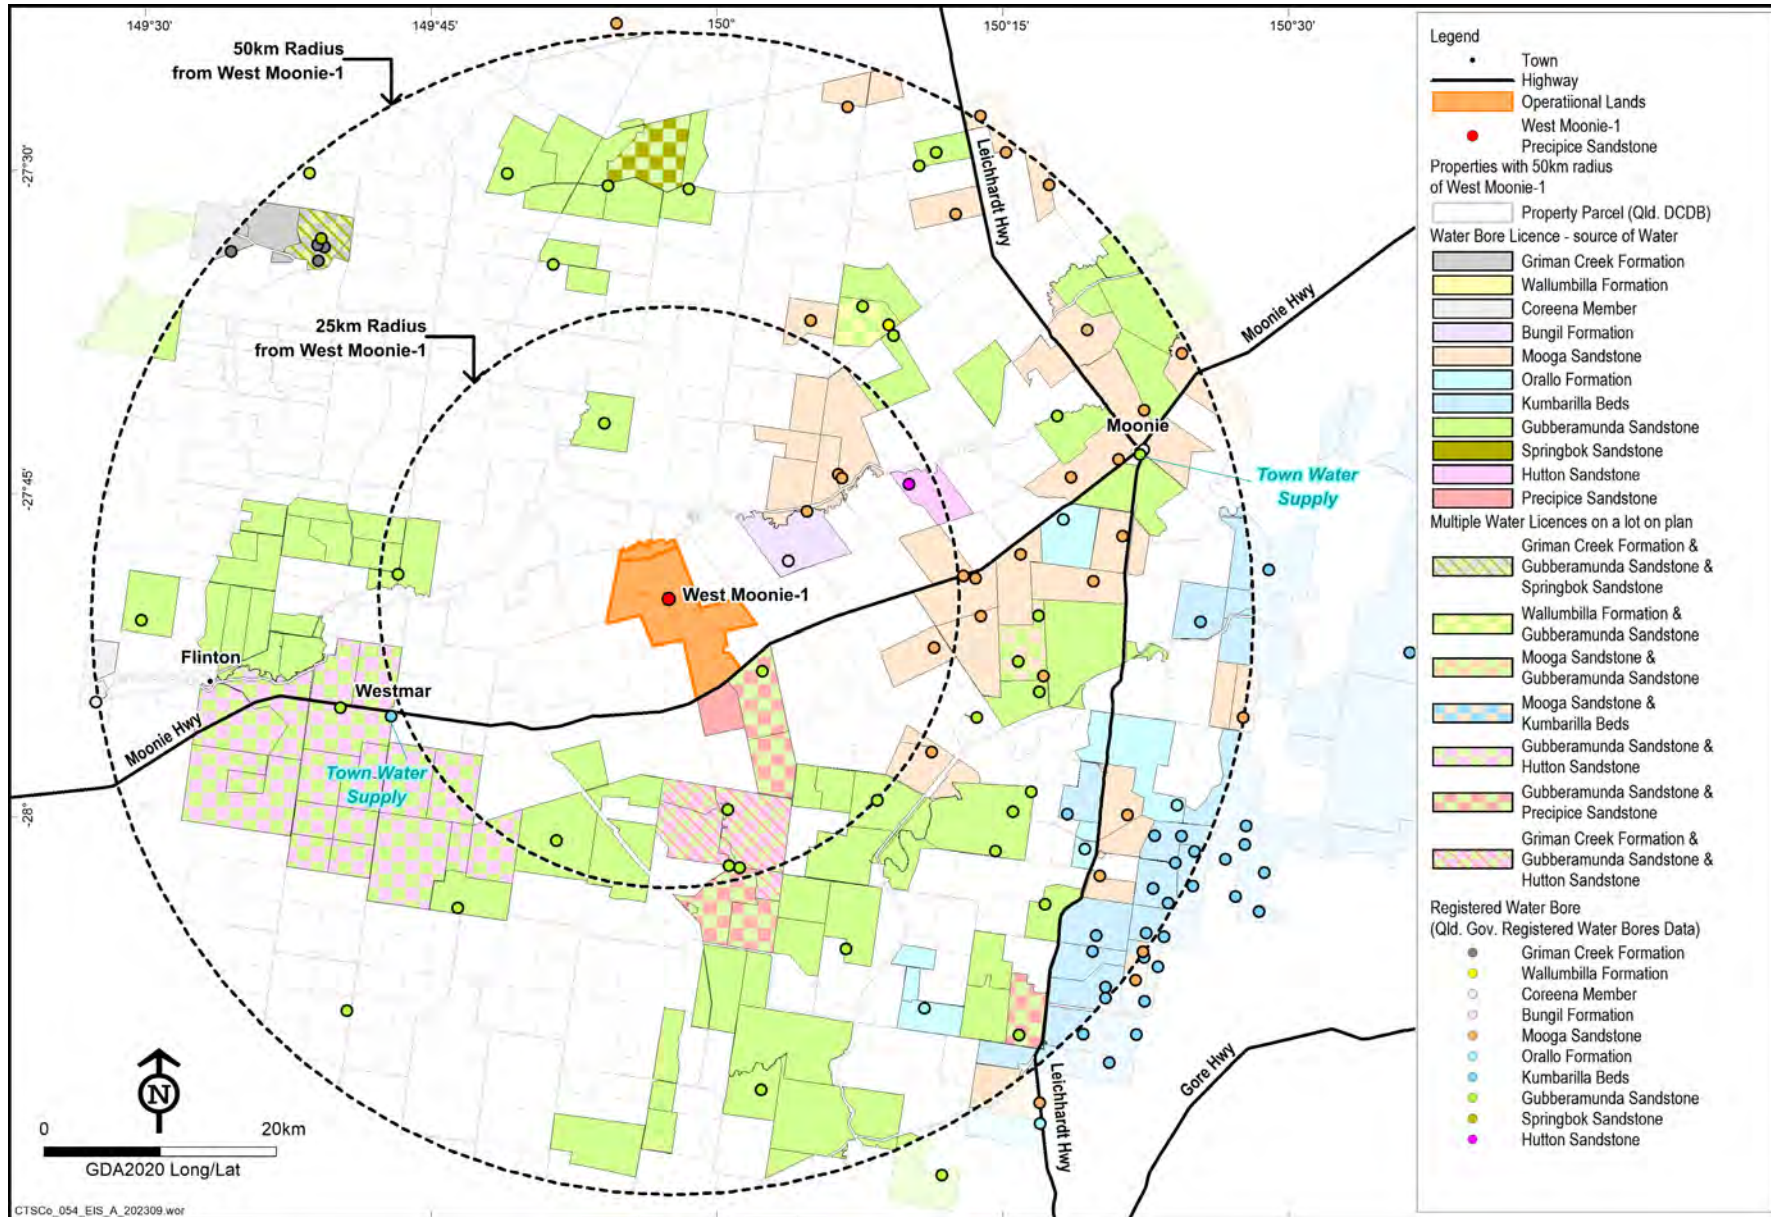 149°30'
149°45'
150°
150°15'
150°30'
50km Radius
from West Moonie-1
-27°30'
Leichhardt Hwy
Moonie Hwy
25km Radius
from West Moonie-1
Moonie
-27°45'
Town Water
Supply
West Moonie-1
Flinton
Westmar
Moonie Hwy
Town Water
Supply
-28°
N
Leichhardt Hwy
Gore Hwy
0 20km
GDA2020 Long/Lat
CTSCo_054_EIS_A_202309.wor
Legend
Town
Highway
Operatiional Lands
West Moonie-1
Precipice Sandstone
Properties with 50km radius
of West Moonie-1
Property Parcel (Qld. DCDB)
Water Bore Licence - source of Water
Griman Creek Formation
Wallumbilla Formation
Coreena Member
Bungil Formation
Mooga Sandstone
Orallo Formation
Kumbarilla Beds
Gubberamunda Sandstone
Springbok Sandstone
Hutton Sandstone
Precipice Sandstone
Multiple Water Licences on a lot on plan
Griman Creek Formation &
Gubberamunda Sandstone &
Springbok Sandstone
Wallumbilla Formation &
Gubberamunda Sandstone
Mooga Sandstone &
Gubberamunda Sandstone
Mooga Sandstone &
Kumbarilla Beds
Gubberamunda Sandstone &
Hutton Sandstone
Gubberamunda Sandstone &
Precipice Sandstone
Griman Creek Formation &
Gubberamunda Sandstone &
Hutton Sandstone
Registered Water Bore
(Qld. Gov. Registered Water Bores Data)
Griman Creek Formation
Wallumbilla Formation
Coreena Member
Bungil Formation
Mooga Sandstone
Orallo Formation
Kumbarilla Beds
Gubberamunda Sandstone
Springbok Sandstone
Hutton Sandstone